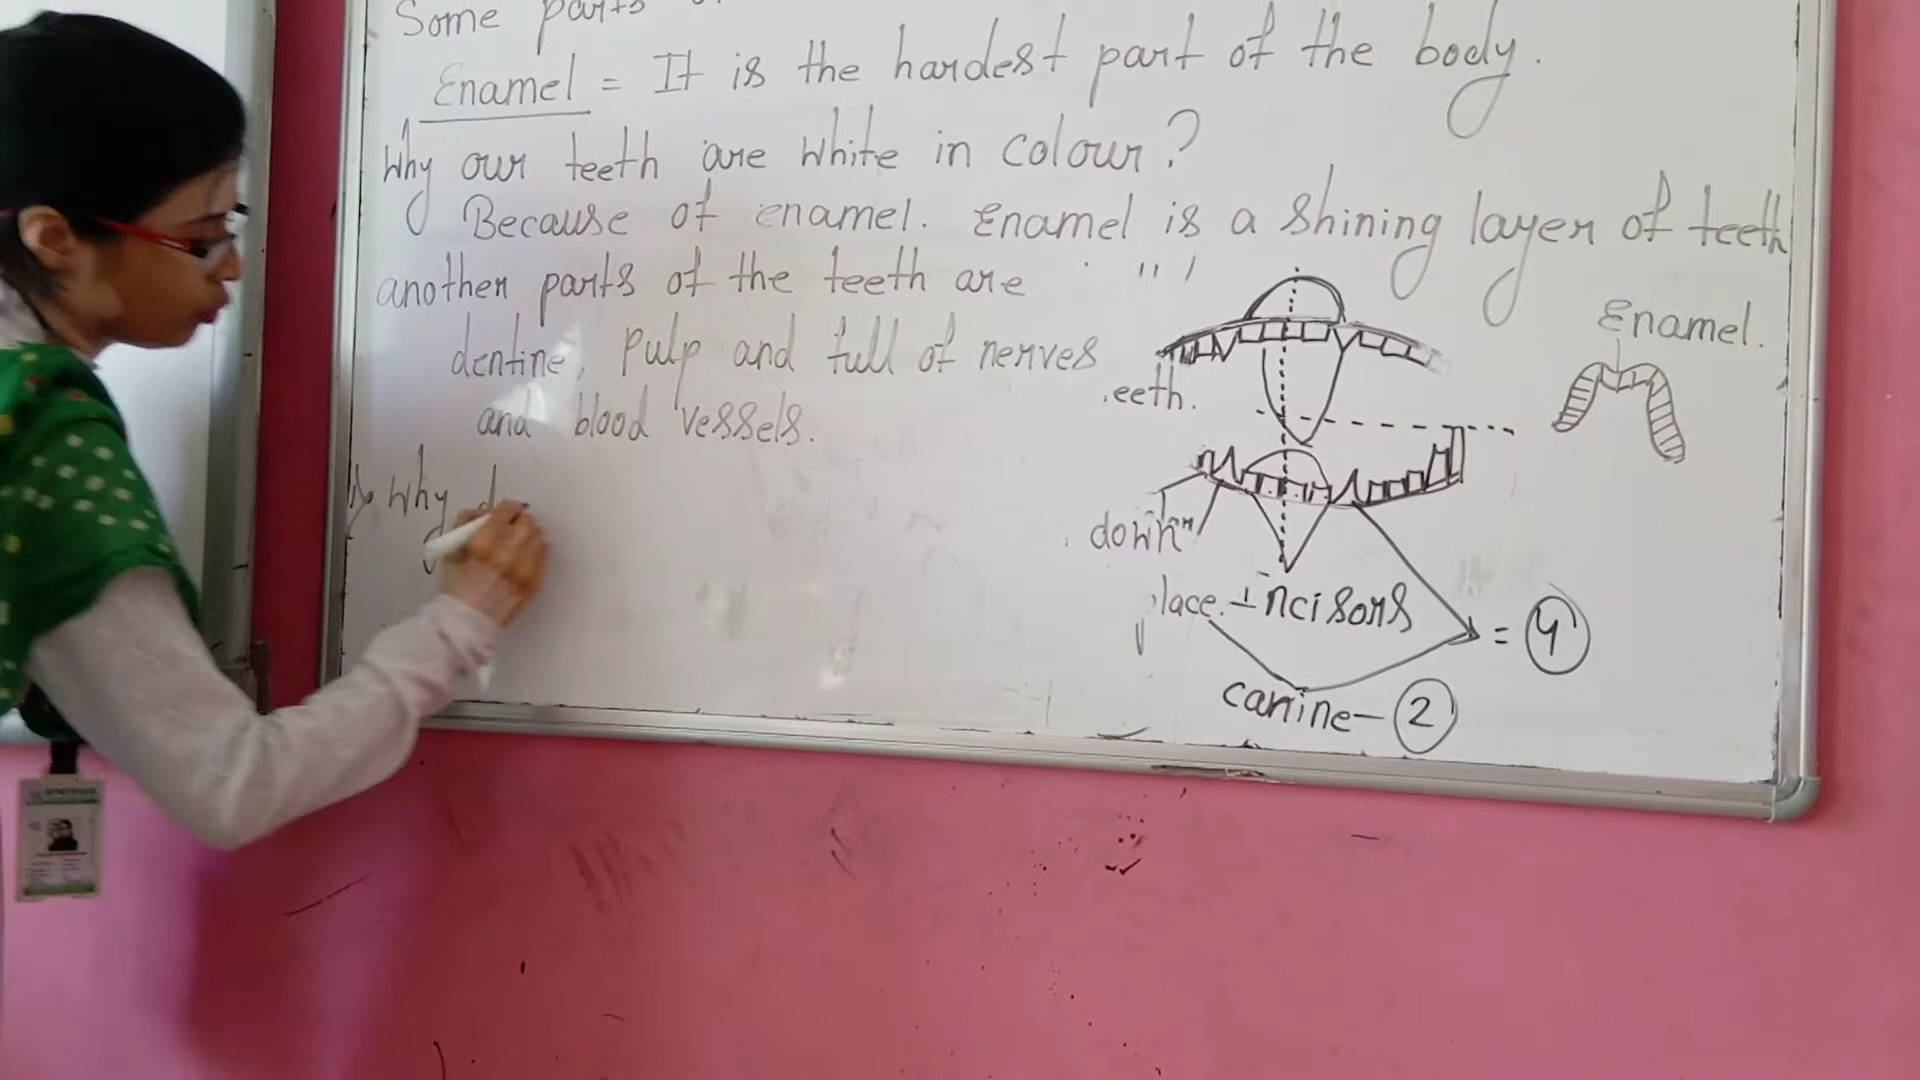 Some parts
Enamel = It is the hardest part of the body.
Why our teeth are white in colour?
Because of enamel. Enamel is a shining layer of teeth
another parts of the teeth are " "
dentine, Pulp and full of nerves
and blood vessels.
Why d
Enamel.
eeth.
down
lace. Incisors = 4
canine - 2